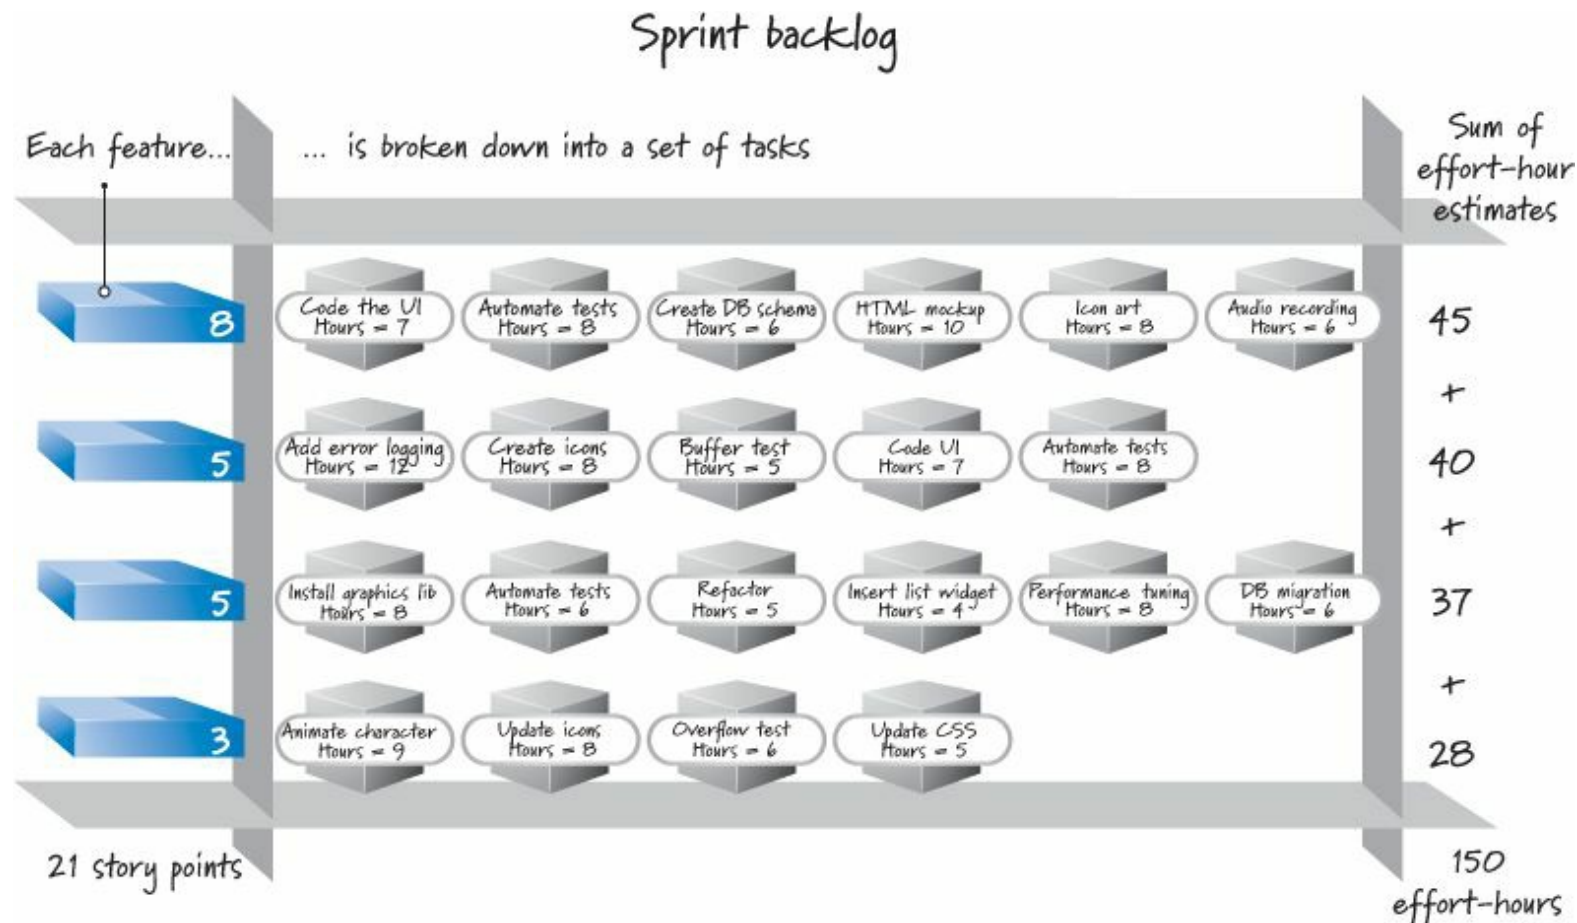 Sprint backlog
Each feature...
... is broken down into a set of tasks
Sum of
effort-hour
estimates
8
Code the UI
Hours = 7
Automate tests
Hours = 8
Create DB schema
Hours = 6
HTML mockup
Hours = 10
Icon art
Hours = 8
Audio recording
Hours = 6
45
+
5
Add error logging
Hours = 12
Create icons
Hours = 8
Buffer test
Hours = 5
Code UI
Hours = 7
Automate tests
Hours = 8
40
+
5
Install graphics lib
Hours = 8
Automate tests
Hours = 6
Refactor
Hours = 5
Insert list widget
Hours = 4
Performance tuning
Hours = 8
DB migration
Hours = 6
37
+
3
Animate character
Hours = 9
Update icons
Hours = 8
Overflow test
Hours = 6
Update CSS
Hours = 5
28
21 story points
150
effort-hours